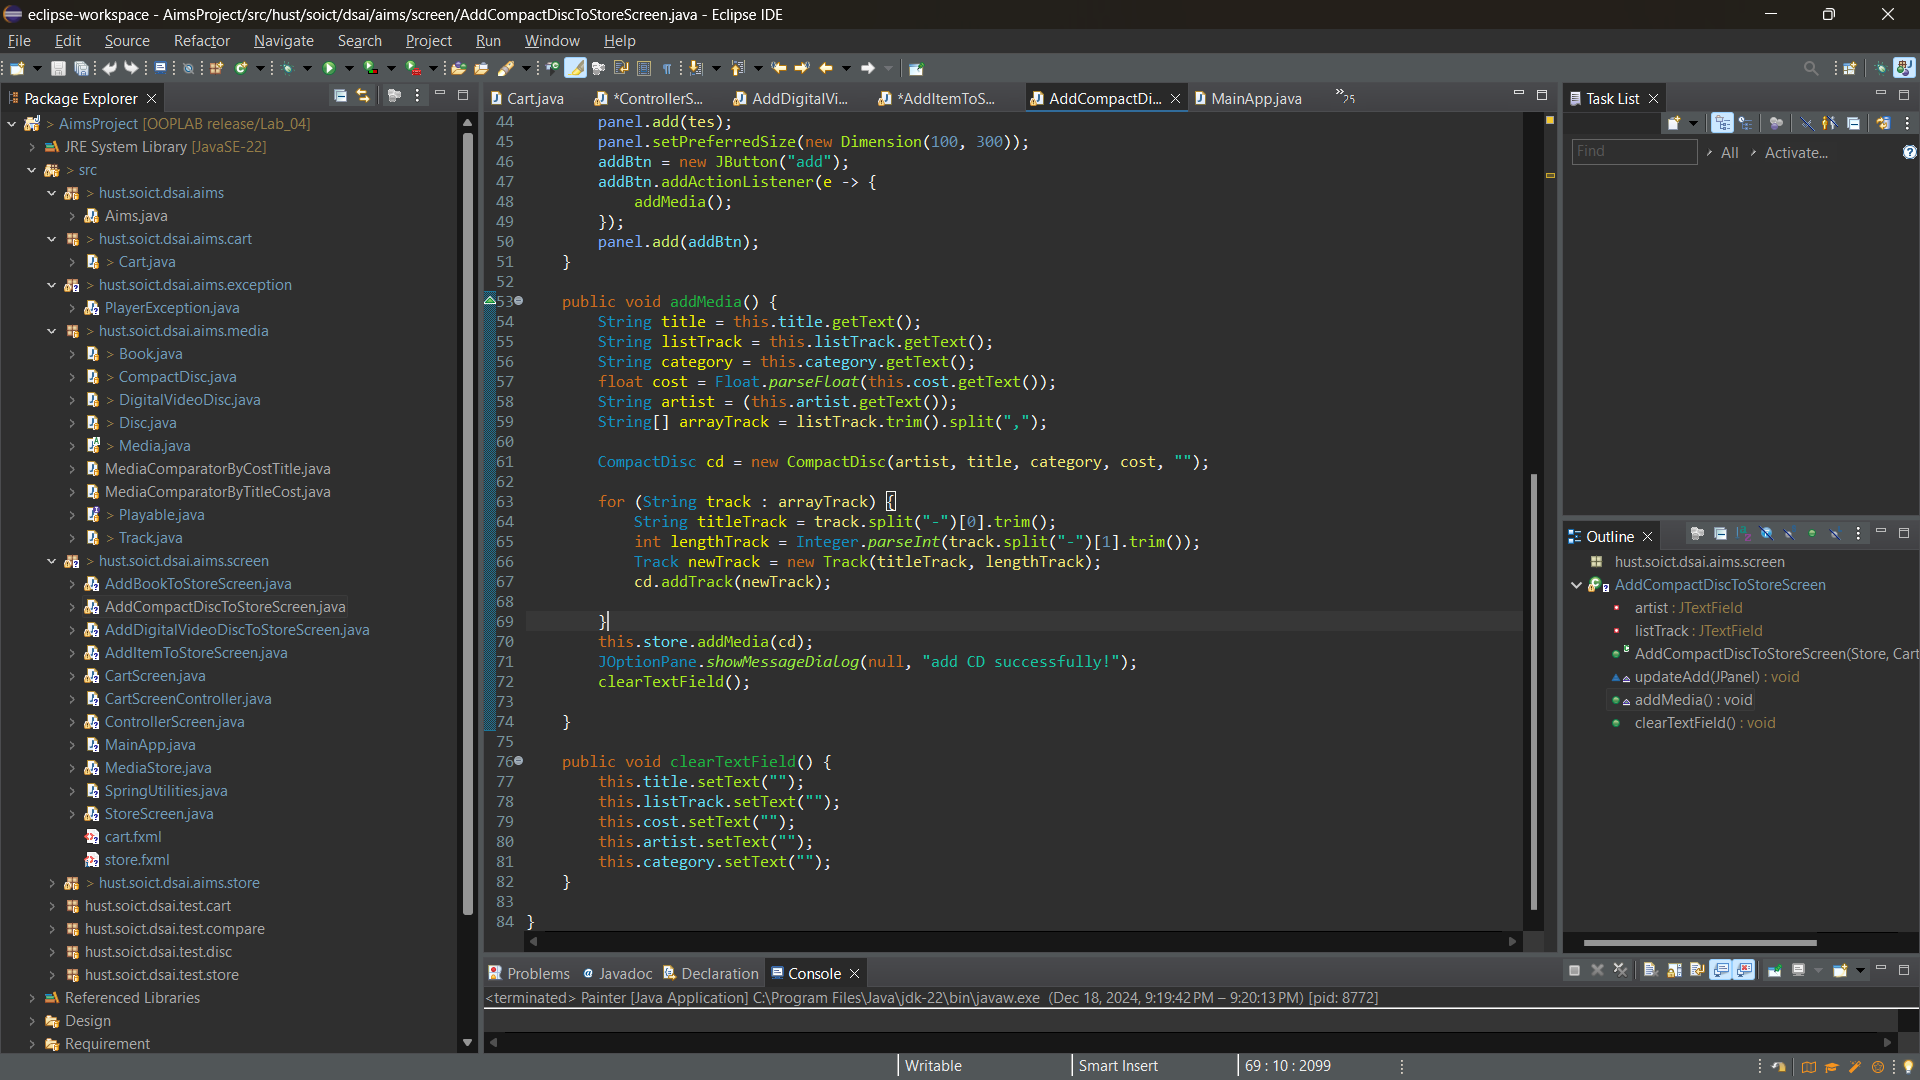 eclipse-workspace - AimsProject/src/hust/soict/dsai/aims/screen/AddCompactDiscToStoreScreen.java - Eclipse IDE
File Edit Source Refactor Navigate Search Project Run Window Help
Package Explorer
> AimsProject [OOPLAB release/Lab_04]
JRE System Library [JavaSE-22]
> src
> hust.soict.dsai.aims
Aims.java
> hust.soict.dsai.aims.cart
> Cart.java
> hust.soict.dsai.aims.exception
PlayerException.java
> hust.soict.dsai.aims.media
> Book.java
> CompactDisc.java
> DigitalVideoDisc.java
> Disc.java
> Media.java
MediaComparatorByCostTitle.java
MediaComparatorByTitleCost.java
> Playable.java
> Track.java
> hust.soict.dsai.aims.screen
AddBookToStoreScreen.java
AddCompactDiscToStoreScreen.java
AddDigitalVideoDiscToStoreScreen.java
AddItemToStoreScreen.java
CartScreen.java
CartScreenController.java
ControllerScreen.java
MainApp.java
MediaStore.java
SpringUtilities.java
StoreScreen.java
cart.fxml
store.fxml
> hust.soict.dsai.aims.store
hust.soict.dsai.test.cart
hust.soict.dsai.test.compare
hust.soict.dsai.test.disc
hust.soict.dsai.test.store
Referenced Libraries
Design
Requirement
Cart.java *ControllerS... AddDigitalVi... *AddItemToS... AddCompactDi... MainApp.java »25
44 panel.add(tes);
45 panel.setPreferredSize(new Dimension(100, 300));
46 addBtn = new JButton("add");
47 addBtn.addActionListener(e -> {
48 addMedia();
49 });
50 panel.add(addBtn);
51 }
52
53 public void addMedia() {
54 String title = this.title.getText();
55 String listTrack = this.listTrack.getText();
56 String category = this.category.getText();
57 float cost = Float.parseFloat(this.cost.getText());
58 String artist = (this.artist.getText());
59 String[] arrayTrack = listTrack.trim().split(",");
60
61 CompactDisc cd = new CompactDisc(artist, title, category, cost, "");
62
63 for (String track : arrayTrack) {
64 String titleTrack = track.split("-")[0].trim();
65 int lengthTrack = Integer.parseInt(track.split("-")[1].trim());
66 Track newTrack = new Track(titleTrack, lengthTrack);
67 cd.addTrack(newTrack);
68
69 }
70 this.store.addMedia(cd);
71 JOptionPane.showMessageDialog(null, "add CD successfully!");
72 clearTextField();
73
74 }
75
76 public void clearTextField() {
77 this.title.setText("");
78 this.listTrack.setText("");
79 this.cost.setText("");
80 this.artist.setText("");
81 this.category.setText("");
82 }
83
84 }
Task List
Find All Activate...
Outline
hust.soict.dsai.aims.screen
AddCompactDiscToStoreScreen
artist : JTextField
listTrack : JTextField
AddCompactDiscToStoreScreen(Store, Cart
updateAdd(JPanel) : void
addMedia() : void
clearTextField() : void
Problems Javadoc Declaration Console
<terminated> Painter [Java Application] C:\Program Files\Java\jdk-22\bin\javaw.exe (Dec 18, 2024, 9:19:42 PM – 9:20:13 PM) [pid: 8772]
Writable Smart Insert 69 : 10 : 2099